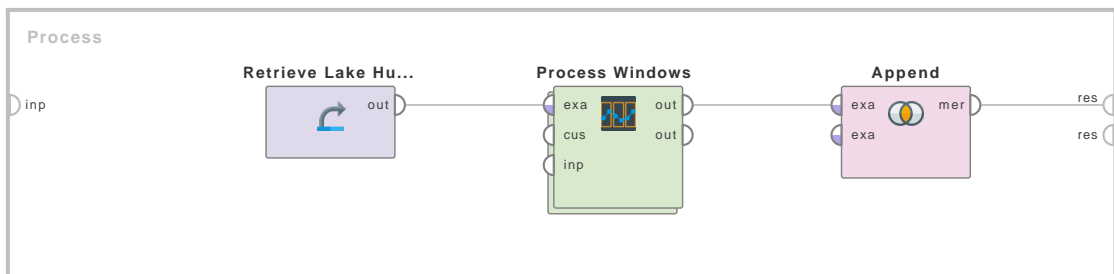 Process
Retrieve Lake Hu... Process Windows Append
inp out exa out exa mer res
cus out exa res
inp